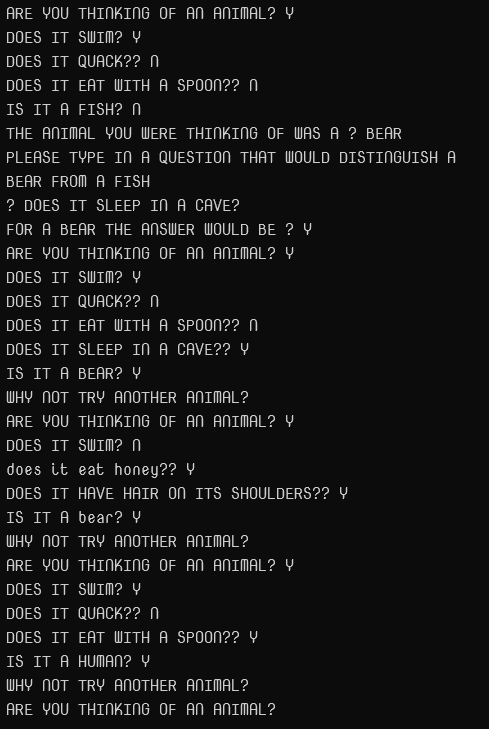 ARE YOU THINKING OF AN ANIMAL? Y
DOES IT SWIM? Y
DOES IT QUACK?? N
DOES IT EAT WITH A SPOON?? N
IS IT A FISH? N
THE ANIMAL YOU WERE THINKING OF WAS A ? BEAR
PLEASE TYPE IN A QUESTION THAT WOULD DISTINGUISH A
BEAR FROM A FISH
? DOES IT SLEEP IN A CAVE?
FOR A BEAR THE ANSWER WOULD BE ? Y
ARE YOU THINKING OF AN ANIMAL? Y
DOES IT SWIM? Y
DOES IT QUACK?? N
DOES IT EAT WITH A SPOON?? N
DOES IT SLEEP IN A CAVE?? Y
IS IT A BEAR? Y
WHY NOT TRY ANOTHER ANIMAL?
ARE YOU THINKING OF AN ANIMAL? Y
DOES IT SWIM? N
does it eat honey?? Y
DOES IT HAVE HAIR ON ITS SHOULDERS?? Y
IS IT A bear? Y
WHY NOT TRY ANOTHER ANIMAL?
ARE YOU THINKING OF AN ANIMAL? Y
DOES IT SWIM? Y
DOES IT QUACK?? N
DOES IT EAT WITH A SPOON?? Y
IS IT A HUMAN? Y
WHY NOT TRY ANOTHER ANIMAL?
ARE YOU THINKING OF AN ANIMAL?